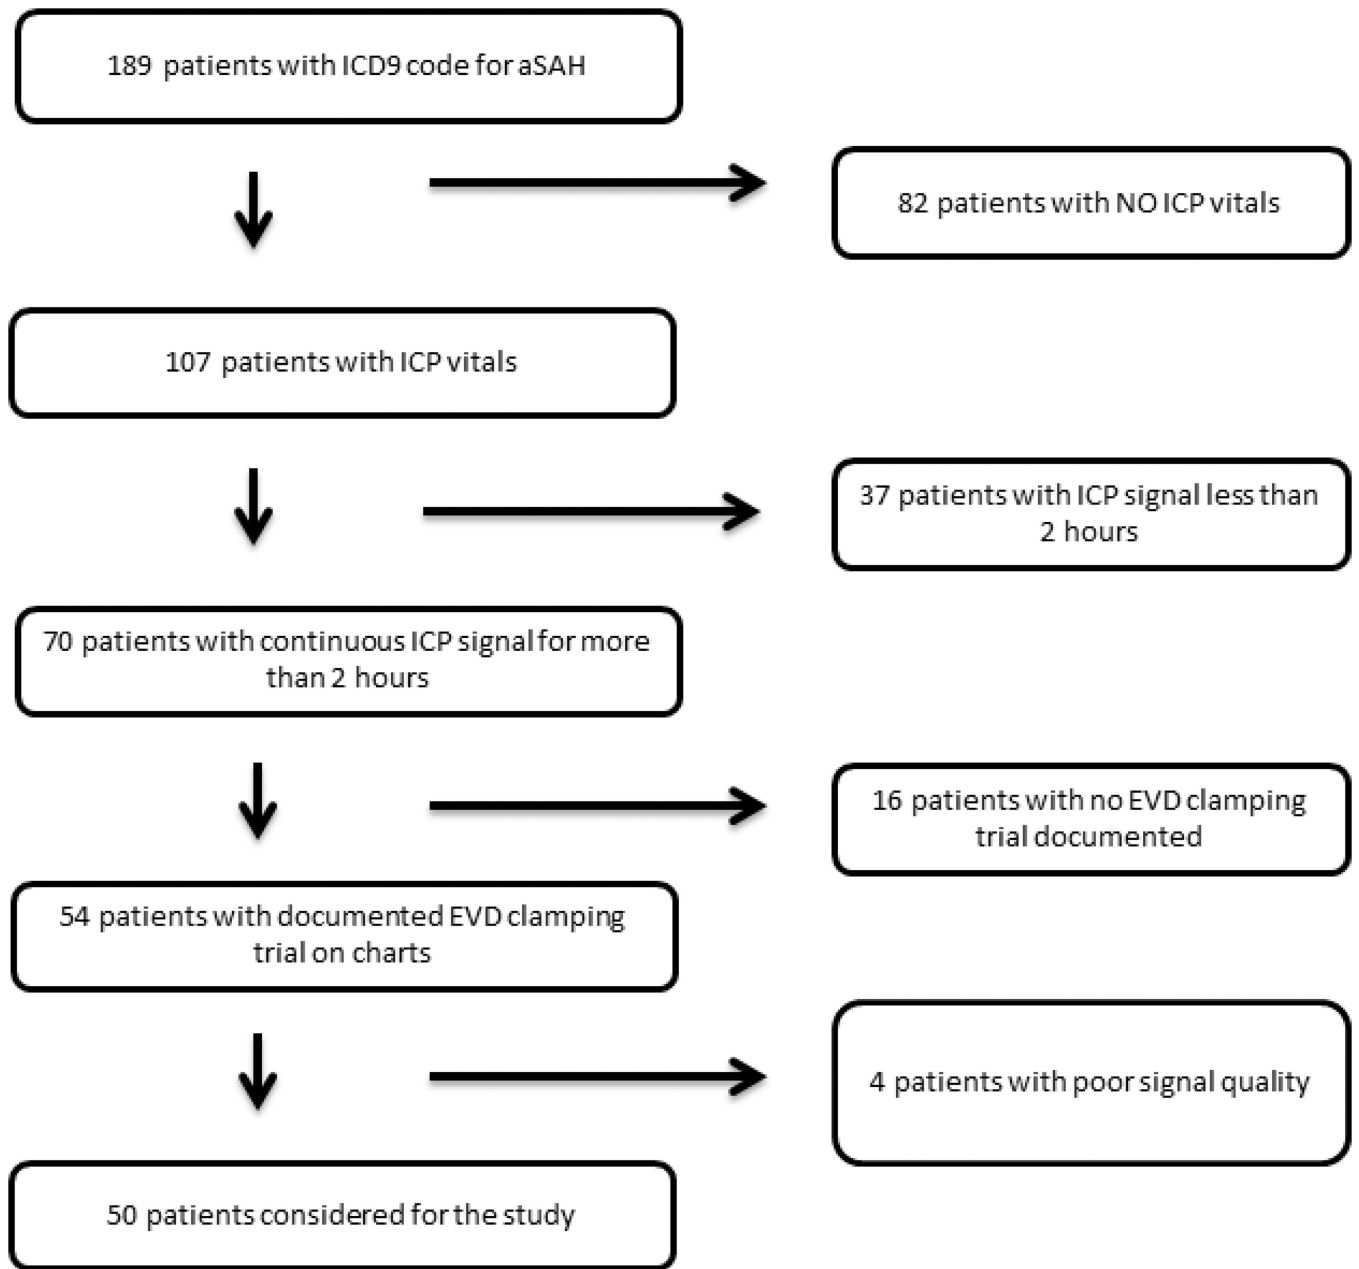 189 patients with ICD9 code for aSAH
82 patients with NO ICP vitals
107 patients with ICP vitals
37 patients with ICP signal less than
2 hours
70 patients with continuous ICP signal for more
than 2 hours
16 patients with no EVD clamping
trial documented
54 patients with documented EVD clamping
trial on charts
4 patients with poor signal quality
50 patients considered for the study